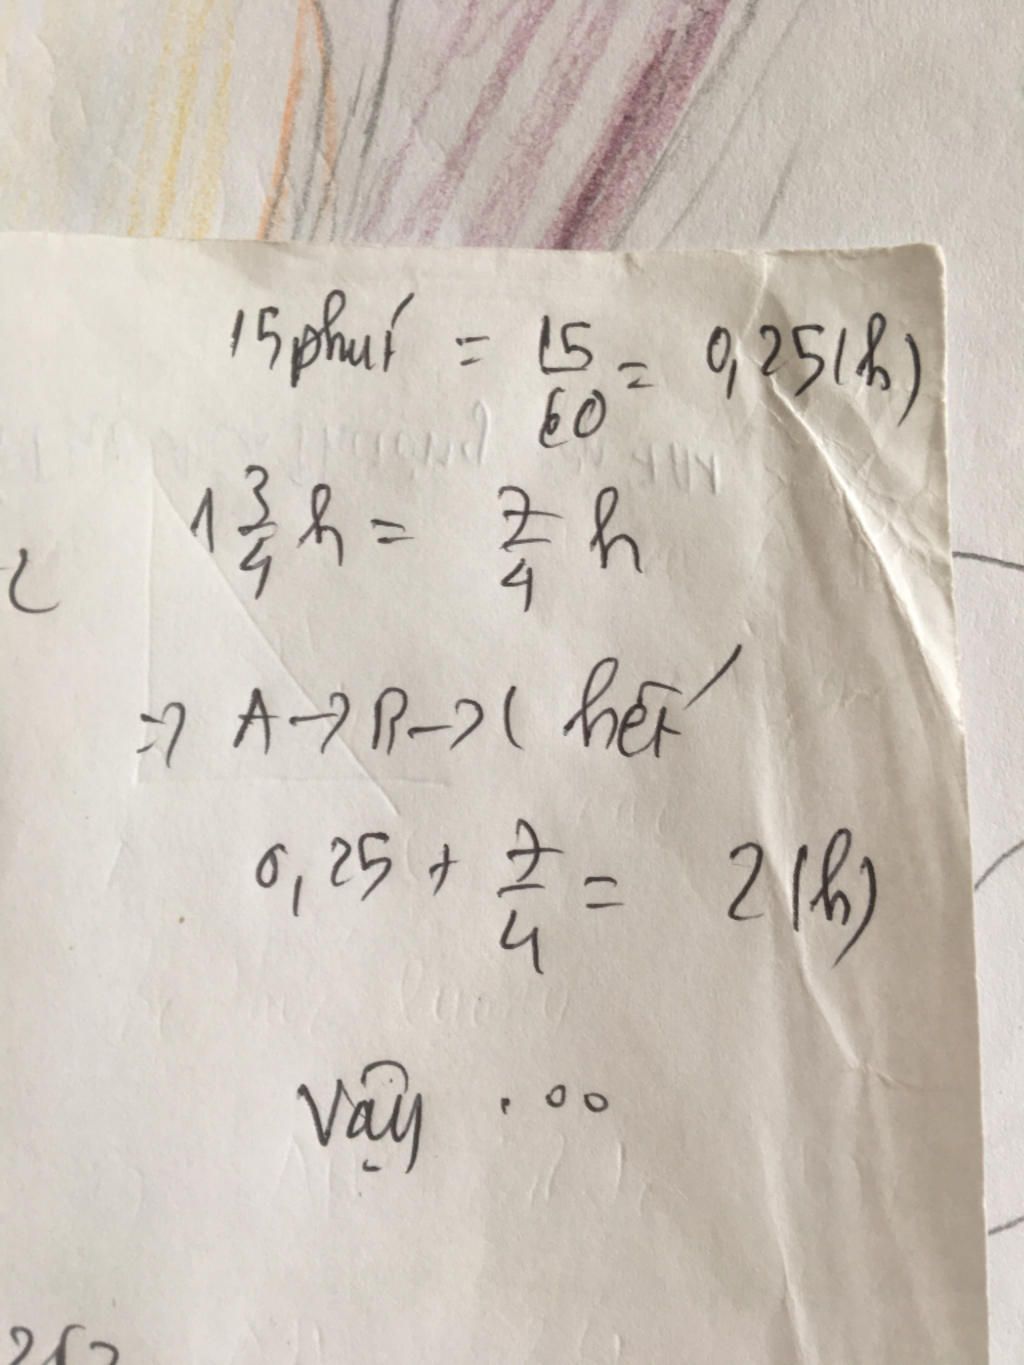 15 phút = 15/60 = 0,25 (h)
1 3/4 h = 7/4 h
=> A → B → C hết
0,25 + 7/4 = 2 (h)
Vậy ...